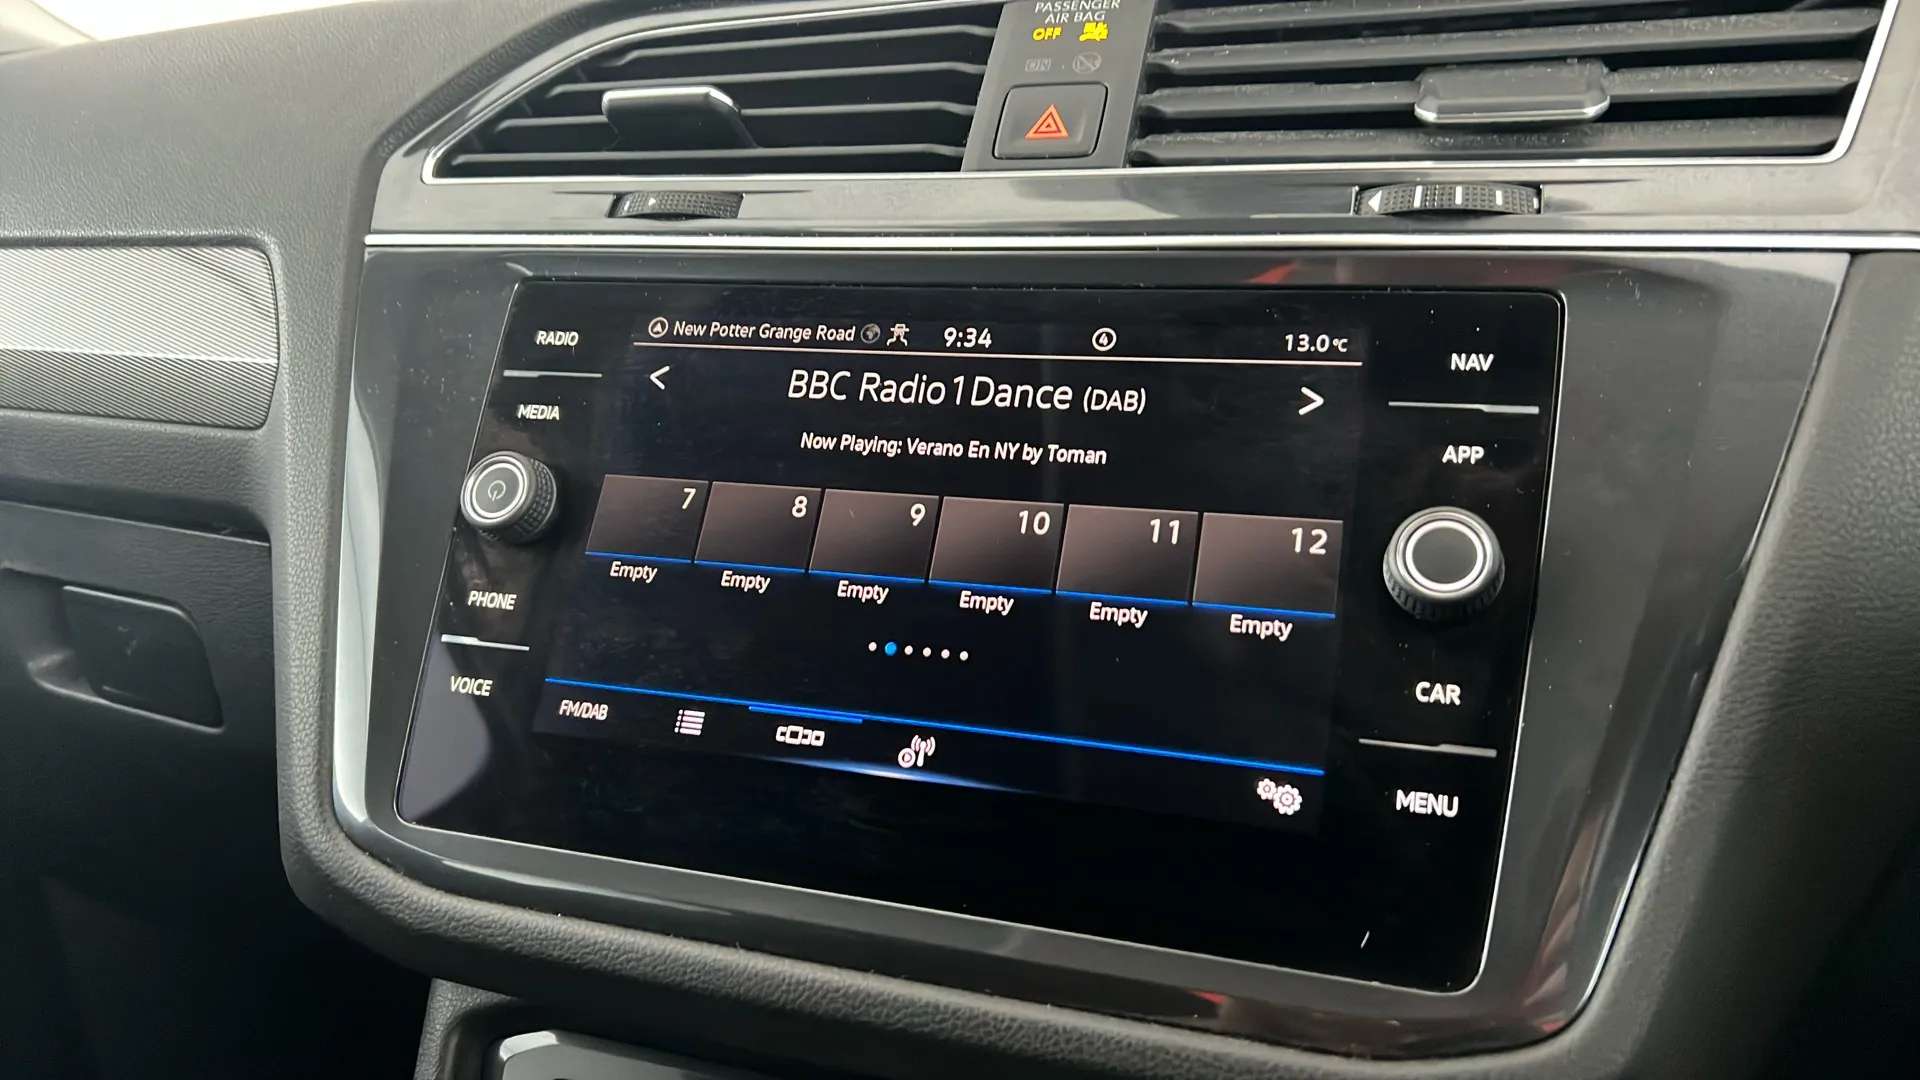 PASSENGER
AIR BAG
OFF
ON
New Potter Grange Road 9:34 4 13.0°C
< BBC Radio 1 Dance (DAB) >
Now Playing: Verano En NY by Toman
7 8 9 10 11 12
Empty Empty Empty Empty Empty Empty
FM/DAB
RADIO
MEDIA
PHONE
VOICE
NAV
APP
CAR
MENU